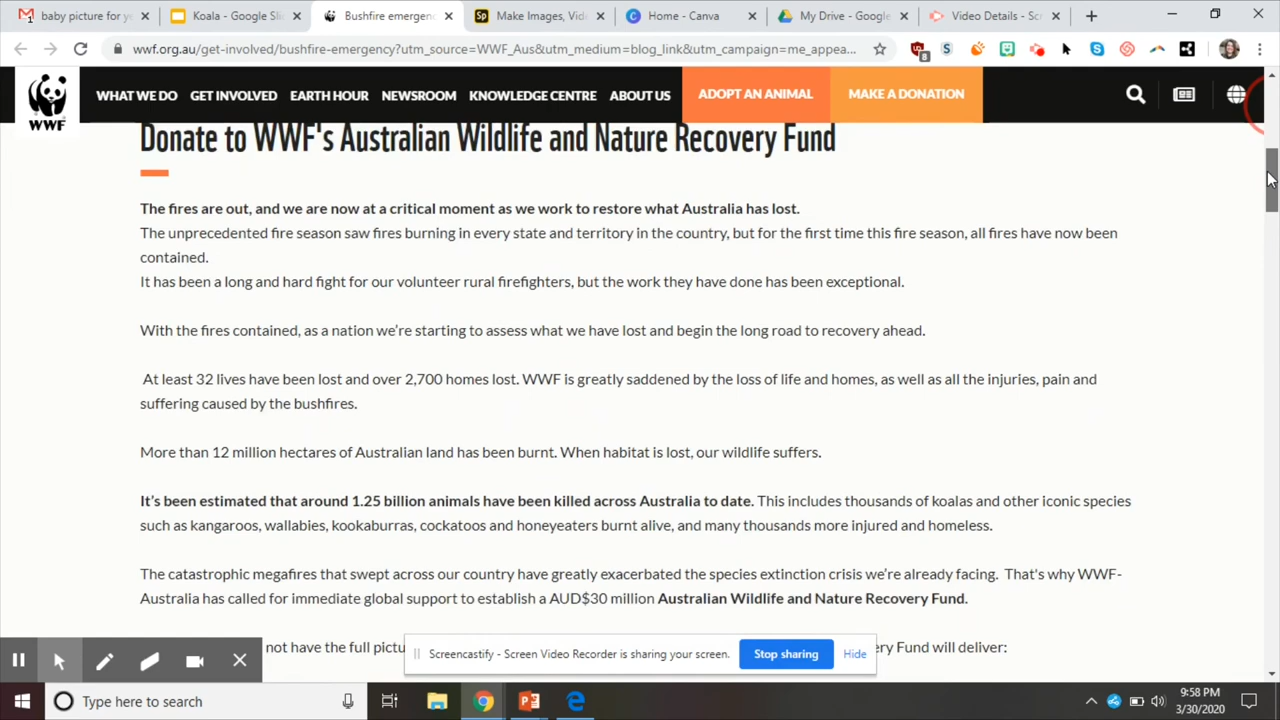 baby picture for y
Koala - Google Sli
Bushfire emergenc
Make Images, Vid
Home - Canva
My Drive - Google
Video Details - Scr
wwf.org.au/get-involved/bushfire-emergency?utm_source=WWF_Aus&utm_medium=blog_link&utm_campaign=me_appea...
8
WWF
WHAT WE DO GET INVOLVED EARTH HOUR NEWSROOM KNOWLEDGE CENTRE ABOUT US ADOPT AN ANIMAL MAKE A DONATION
Donate to WWF's Australian Wildlife and Nature Recovery Fund
The fires are out, and we are now at a critical moment as we work to restore what Australia has lost.
The unprecedented fire season saw fires burning in every state and territory in the country, but for the first time this fire season, all fires have now been
contained.
It has been a long and hard fight for our volunteer rural firefighters, but the work they have done has been exceptional.
With the fires contained, as a nation we're starting to assess what we have lost and begin the long road to recovery ahead.
At least 32 lives have been lost and over 2,700 homes lost. WWF is greatly saddened by the loss of life and homes, as well as all the injuries, pain and
suffering caused by the bushfires.
More than 12 million hectares of Australian land has been burnt. When habitat is lost, our wildlife suffers.
It's been estimated that around 1.25 billion animals have been killed across Australia to date. This includes thousands of koalas and other iconic species
such as kangaroos, wallabies, kookaburras, cockatoos and honeyeaters burnt alive, and many thousands more injured and homeless.
The catastrophic megafires that swept across our country have greatly exacerbated the species extinction crisis we're already facing. That's why WWF-
Australia has called for immediate global support to establish a AUD$30 million Australian Wildlife and Nature Recovery Fund.
not have the full pictu ery Fund will deliver:
Screencastify - Screen Video Recorder is sharing your screen. Stop sharing Hide
Type here to search
9:58 PM
3/30/2020